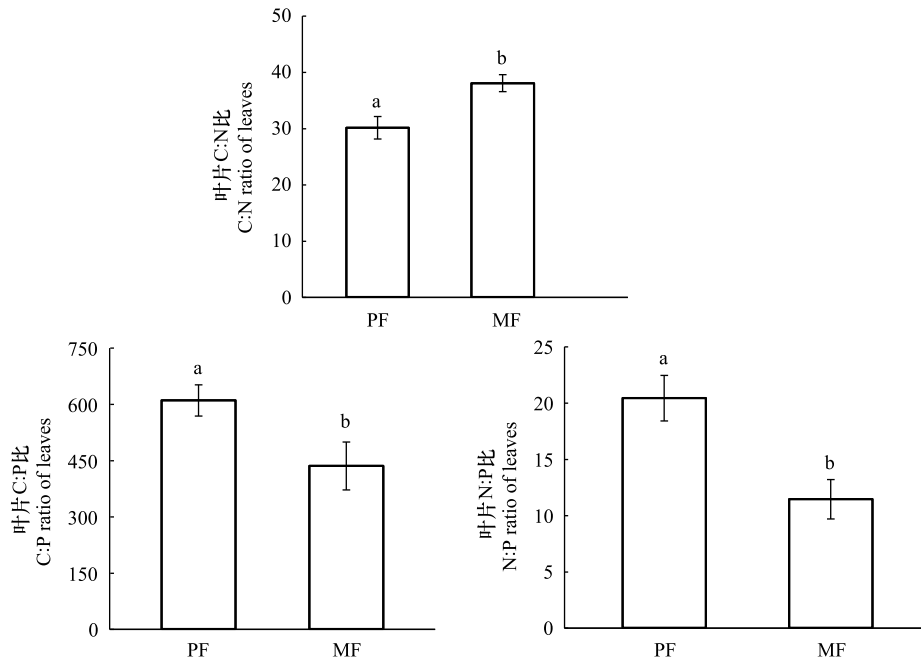 50
40
30
20
10
0
叶片C:N比
C:N ratio of leaves
a
b
PF
MF
750
600
450
300
150
0
叶片C:P比
C:P ratio of leaves
a
b
PF
MF
25
20
15
10
5
0
叶片N:P比
N:P ratio of leaves
a
b
PF
MF